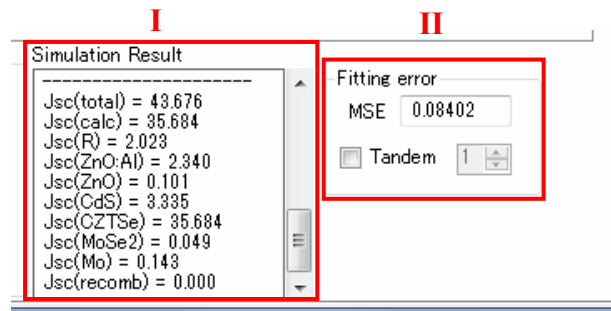 I
II
Simulation Result
---------------------
Jsc(total) = 43.676
Jsc(calc) = 35.684
Jsc(R) = 2.023
Jsc(ZnO:Al) = 2.340
Jsc(ZnO) = 0.101
Jsc(CdS) = 3.335
Jsc(CZTSe) = 35.684
Jsc(MoSe2) = 0.049
Jsc(Mo) = 0.143
Jsc(recomb) = 0.000
Fitting error
MSE 0.08402
Tandem 1